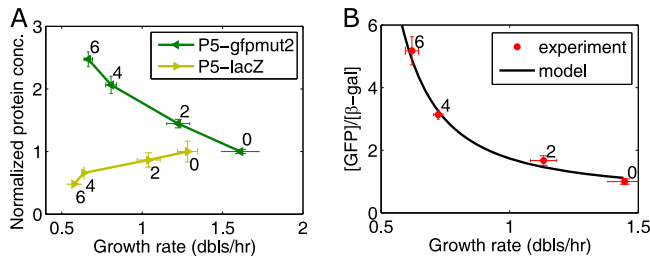 A
Normalized protein conc.
3
2
1
0
P5-gfpmut2
P5-lacZ
6
4
2
0
6
4
2
0
0.5
1
1.5
2
Growth rate (dbls/hr)
B
[GFP]/[β-gal]
6
4
2
0
experiment
model
6
4
2
0
0.5
1
1.5
Growth rate (dbls/hr)